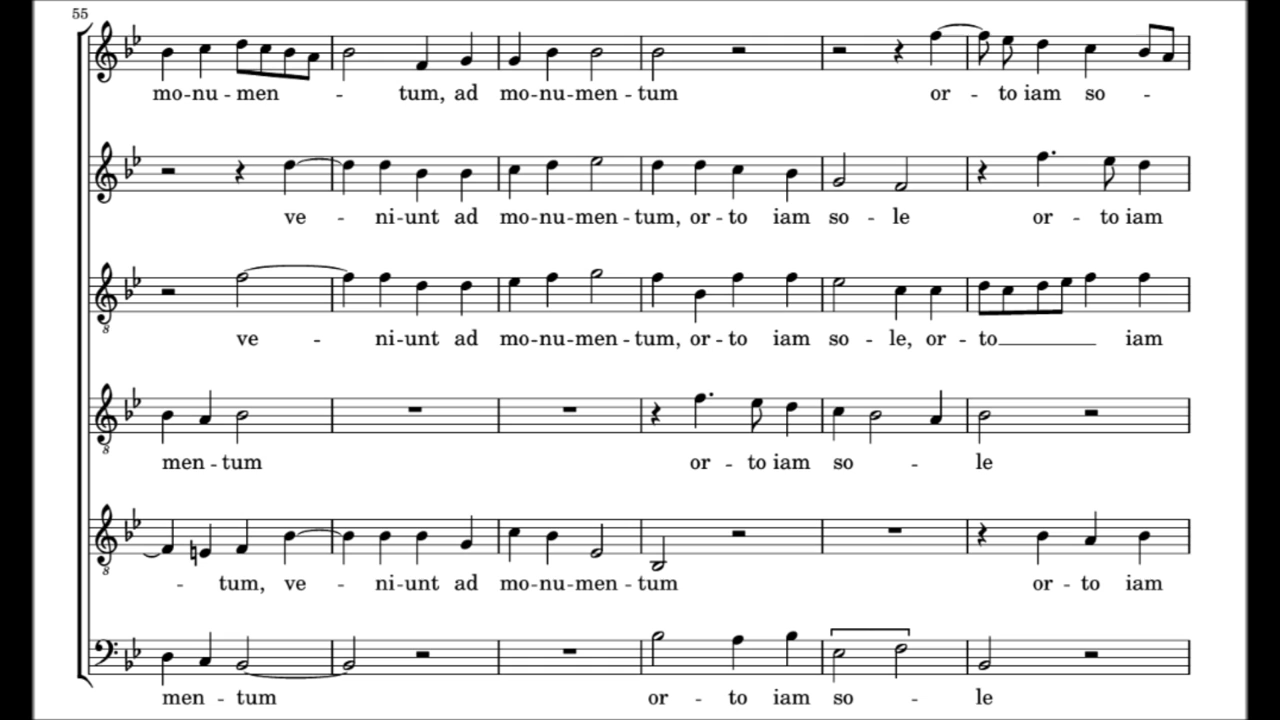 55
mo-nu-men - tum, ad mo-nu-men-tum or - to iam so -
ve - ni-unt ad mo-nu-men-tum, or-to iam so - le or - to iam
ve - ni-unt ad mo-nu-men-tum, or-to iam so - le, or - to____ iam
men-tum or - to iam so - le
- tum, ve - ni-unt ad mo-nu-men-tum or - to iam
men - tum or - to iam so - le